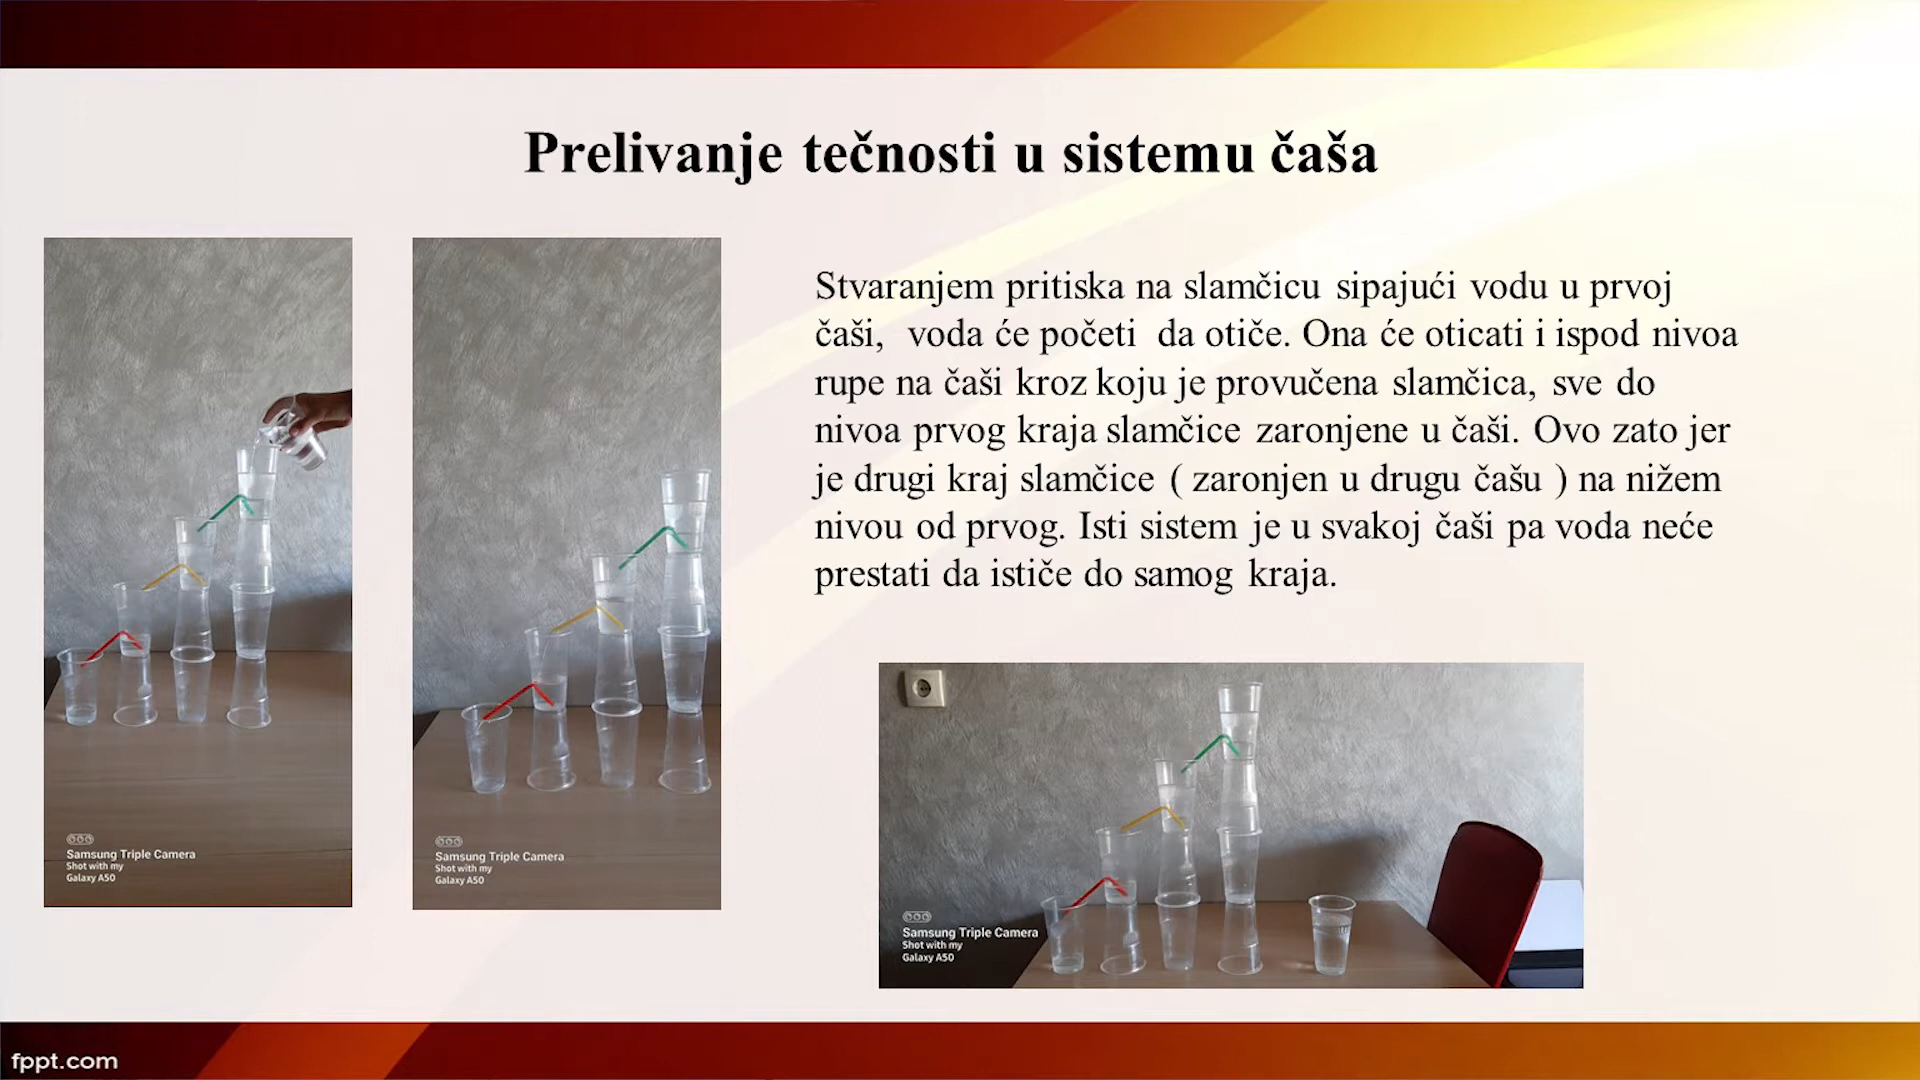 Prelivanje tečnosti u sistemu čaša
Stvaranjem pritiska na slamčicu sipajući vodu u prvoj
čaši, voda će početi da otiče. Ona će oticati i ispod nivoa
rupe na čaši kroz koju je provučena slamčica, sve do
nivoa prvog kraja slamčice zaronjene u čaši. Ovo zato jer
je drugi kraj slamčice ( zaronjen u drugu čašu ) na nižem
nivou od prvog. Isti sistem je u svakoj čaši pa voda neće
prestati da ističe do samog kraja.
Samsung Triple Camera
Shot with my
Galaxy A50
Samsung Triple Camera
Shot with my
Galaxy A50
Samsung Triple Camera
Shot with my
Galaxy A50
fppt.com